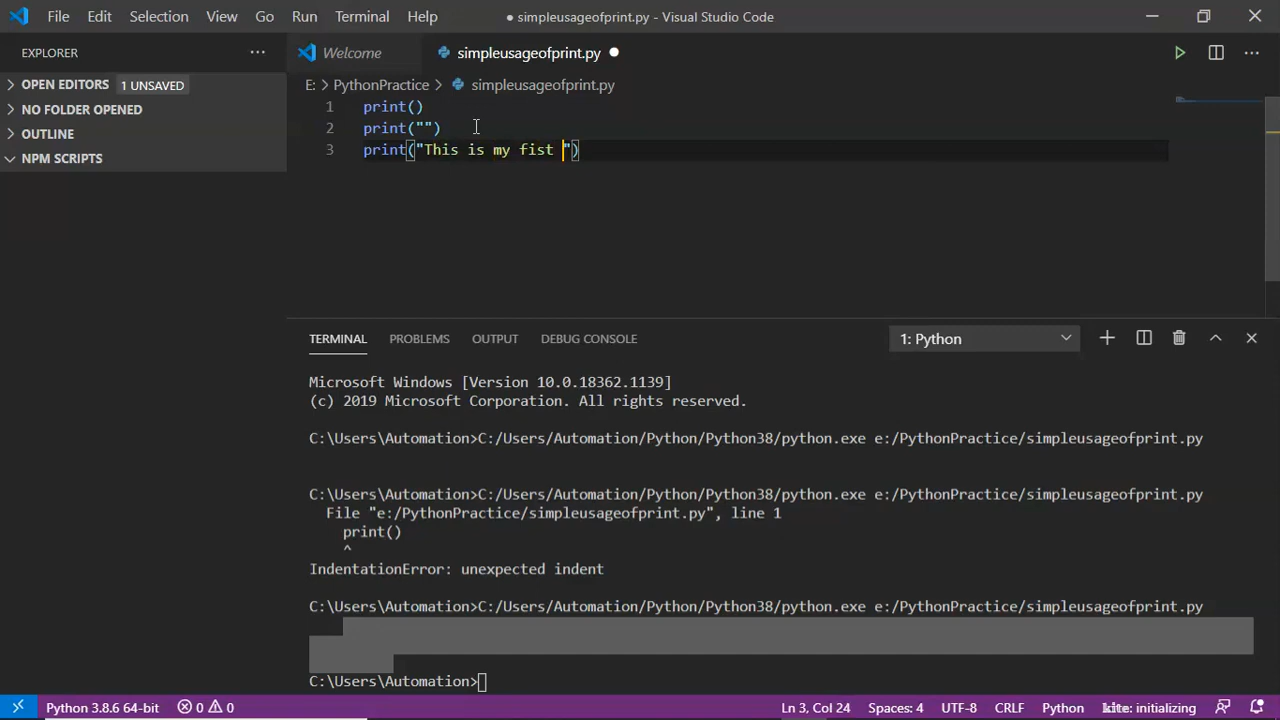 File Edit Selection View Go Run Terminal Help ● simpleusageofprint.py - Visual Studio Code
EXPLORER ··· Welcome simpleusageofprint.py
OPEN EDITORS 1 UNSAVED
E: > PythonPractice > simpleusageofprint.py
NO FOLDER OPENED
OUTLINE
NPM SCRIPTS
1 print()
2 print("")
3 print("This is my fist ")
TERMINAL PROBLEMS OUTPUT DEBUG CONSOLE 1: Python
Microsoft Windows [Version 10.0.18362.1139]
(c) 2019 Microsoft Corporation. All rights reserved.
C:\Users\Automation>C:/Users/Automation/Python/Python38/python.exe e:/PythonPractice/simpleusageofprint.py
C:\Users\Automation>C:/Users/Automation/Python/Python38/python.exe e:/PythonPractice/simpleusageofprint.py
File "e:/PythonPractice/simpleusageofprint.py", line 1
print()
^
IndentationError: unexpected indent
C:\Users\Automation>C:/Users/Automation/Python/Python38/python.exe e:/PythonPractice/simpleusageofprint.py
C:\Users\Automation>
Python 3.8.6 64-bit 0 0 Ln 3, Col 24 Spaces: 4 UTF-8 CRLF Python kite: initializing